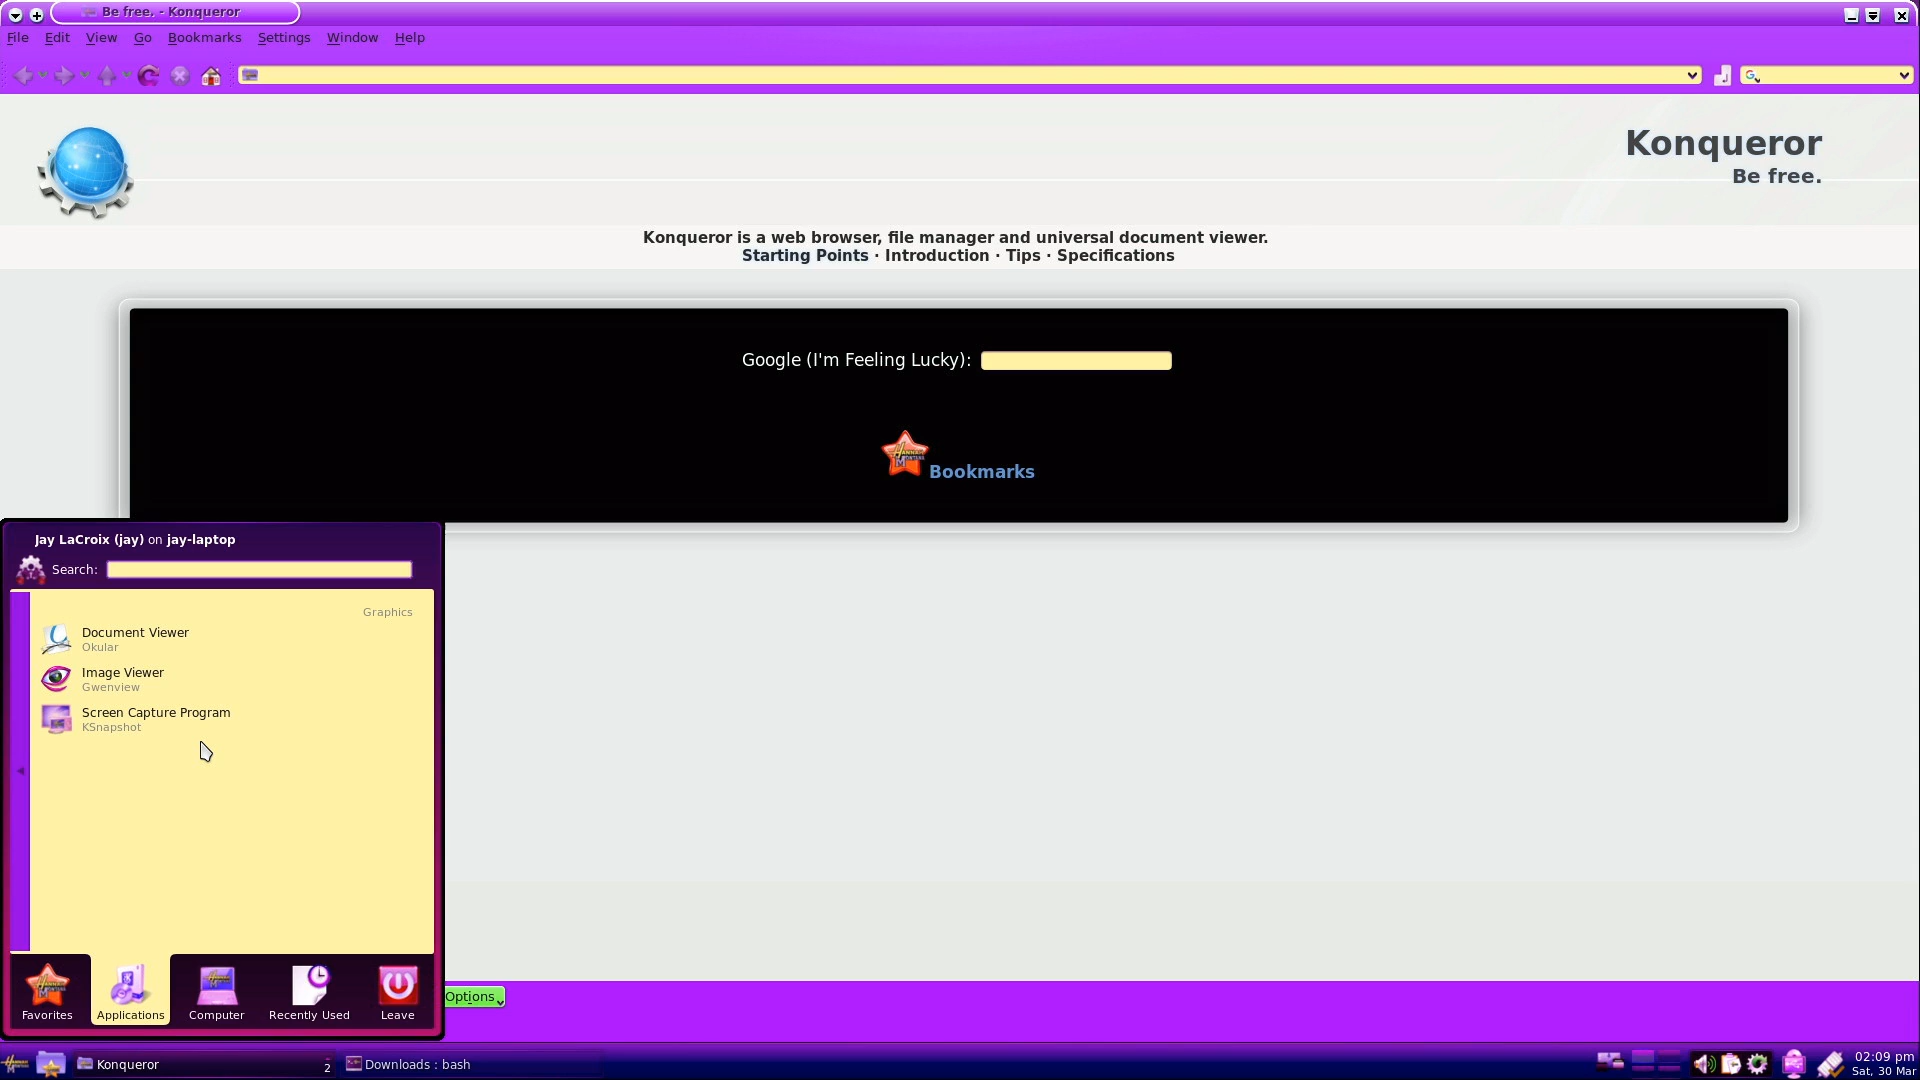 Be free. - Konqueror
File Edit View Go Bookmarks Settings Window Help
Konqueror
Be free.
Konqueror is a web browser, file manager and universal document viewer.
Starting Points · Introduction · Tips · Specifications
Google (I'm Feeling Lucky):
HANNAH MONTANA
Bookmarks
Jay LaCroix (jay) on jay-laptop
Search:
Graphics
Document Viewer
Okular
Image Viewer
Gwenview
Screen Capture Program
KSnapshot
Favorites Applications Computer Recently Used Leave
Options
Konqueror 2 Downloads : bash
02:09 pm
Sat, 30 Mar